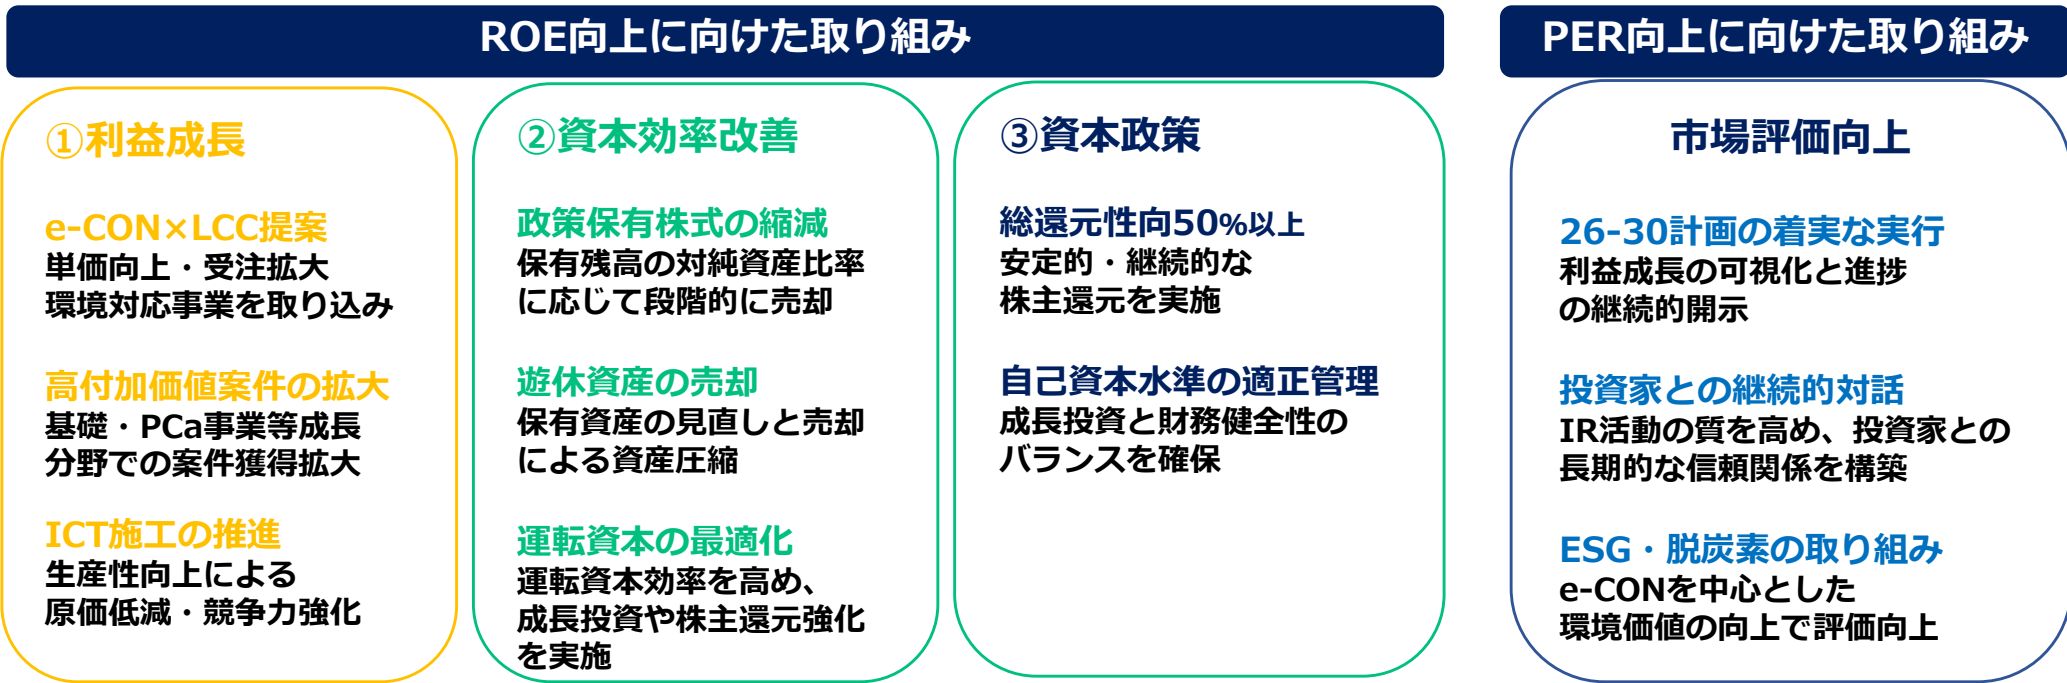 ROE向上に向けた取り組み
①利益成長
e-CON×LCC提案
単価向上・受注拡大
環境対応事業を取り込み
高付加価値案件の拡大
基礎・PCa事業等成長
分野での案件獲得拡大
ICT施工の推進
生産性向上による
原価低減・競争力強化
②資本効率改善
政策保有株式の縮減
保有残高の対純資産比率
に応じて段階的に売却
遊休資産の売却
保有資産の見直しと売却
による資産圧縮
運転資本の最適化
運転資本効率を高め、
成長投資や株主還元強化
を実施
③資本政策
総還元性向50%以上
安定的・継続的な
株主還元を実施
自己資本水準の適正管理
成長投資と財務健全性の
バランスを確保
PER向上に向けた取り組み
市場評価向上
26-30計画の着実な実行
利益成長の可視化と進捗
の継続的開示
投資家との継続的対話
IR活動の質を高め、投資家との
長期的な信頼関係を構築
ESG・脱炭素の取り組み
e-CONを中心とした
環境価値の向上で評価向上